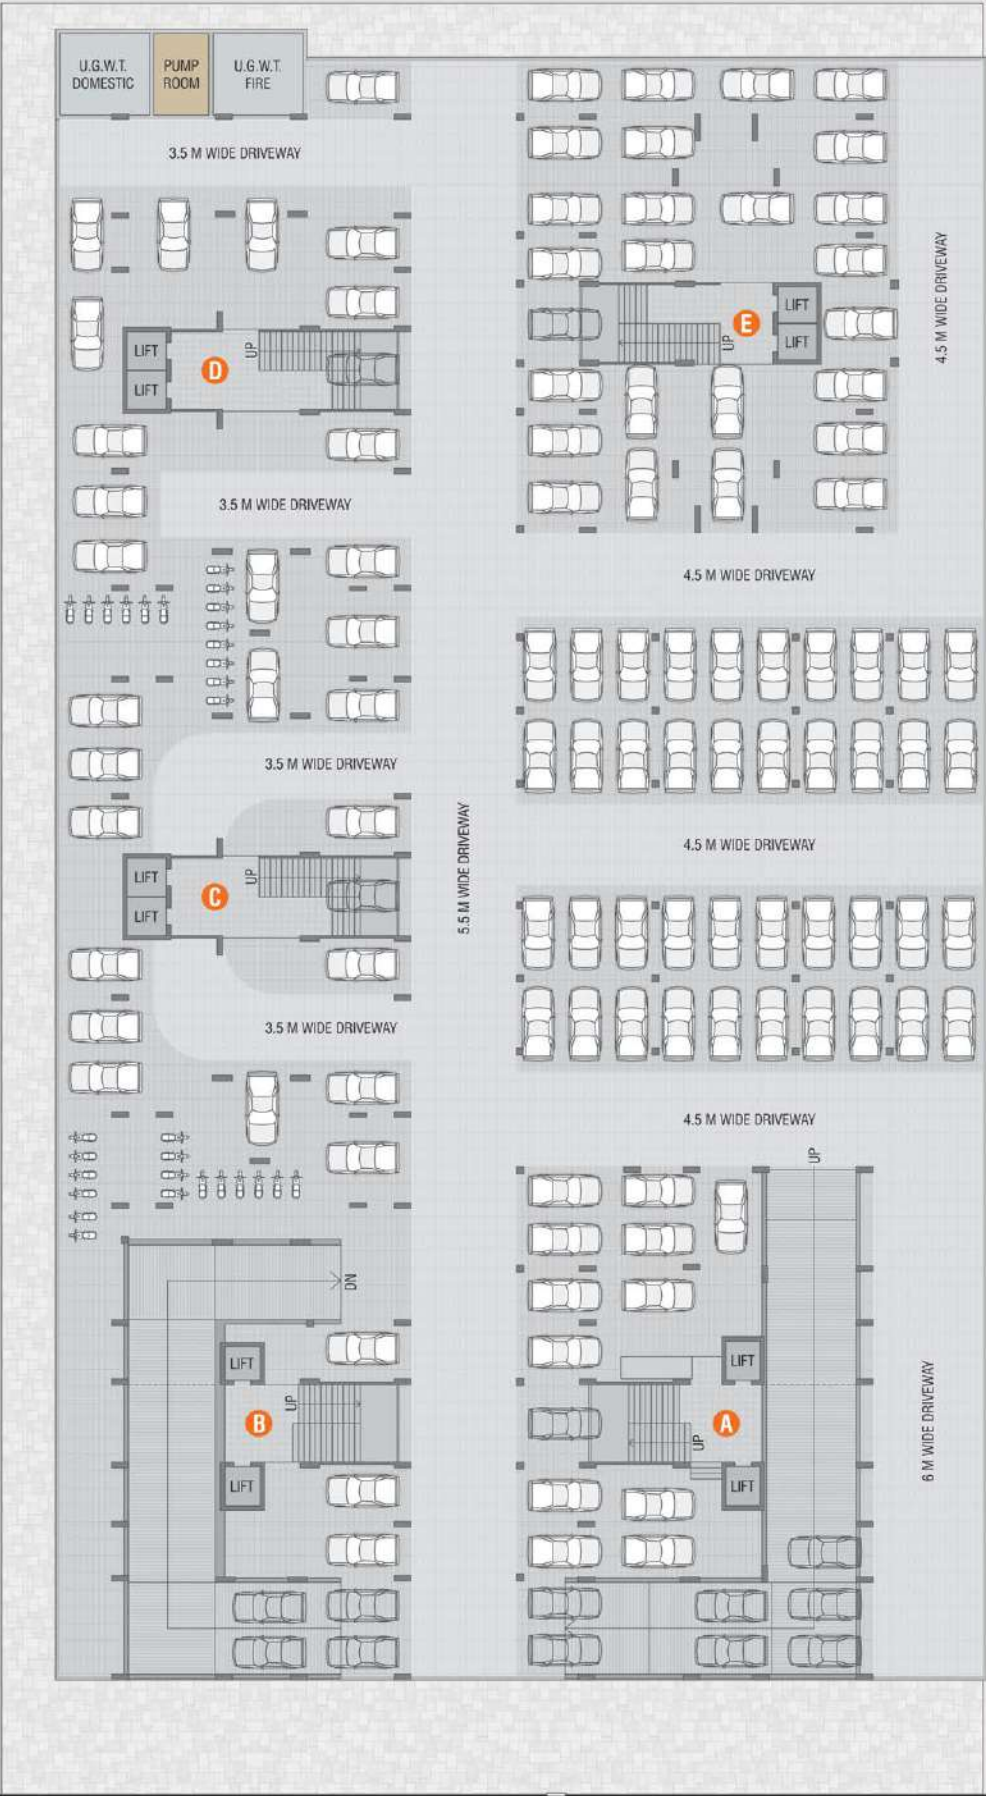 U.G.W.T.
DOMESTIC
PUMP
ROOM
U.G.W.T.
FIRE
3.5 M WIDE DRIVEWAY
4.5 M WIDE DRIVEWAY
LIFT
LIFT
E
UP
LIFT
LIFT
D
UP
3.5 M WIDE DRIVEWAY
4.5 M WIDE DRIVEWAY
3.5 M WIDE DRIVEWAY
5.5 M WIDE DRIVEWAY
4.5 M WIDE DRIVEWAY
LIFT
LIFT
C
UP
3.5 M WIDE DRIVEWAY
4.5 M WIDE DRIVEWAY
UP
DN
LIFT
UP
B
LIFT
LIFT
A
UP
LIFT
6 M WIDE DRIVEWAY